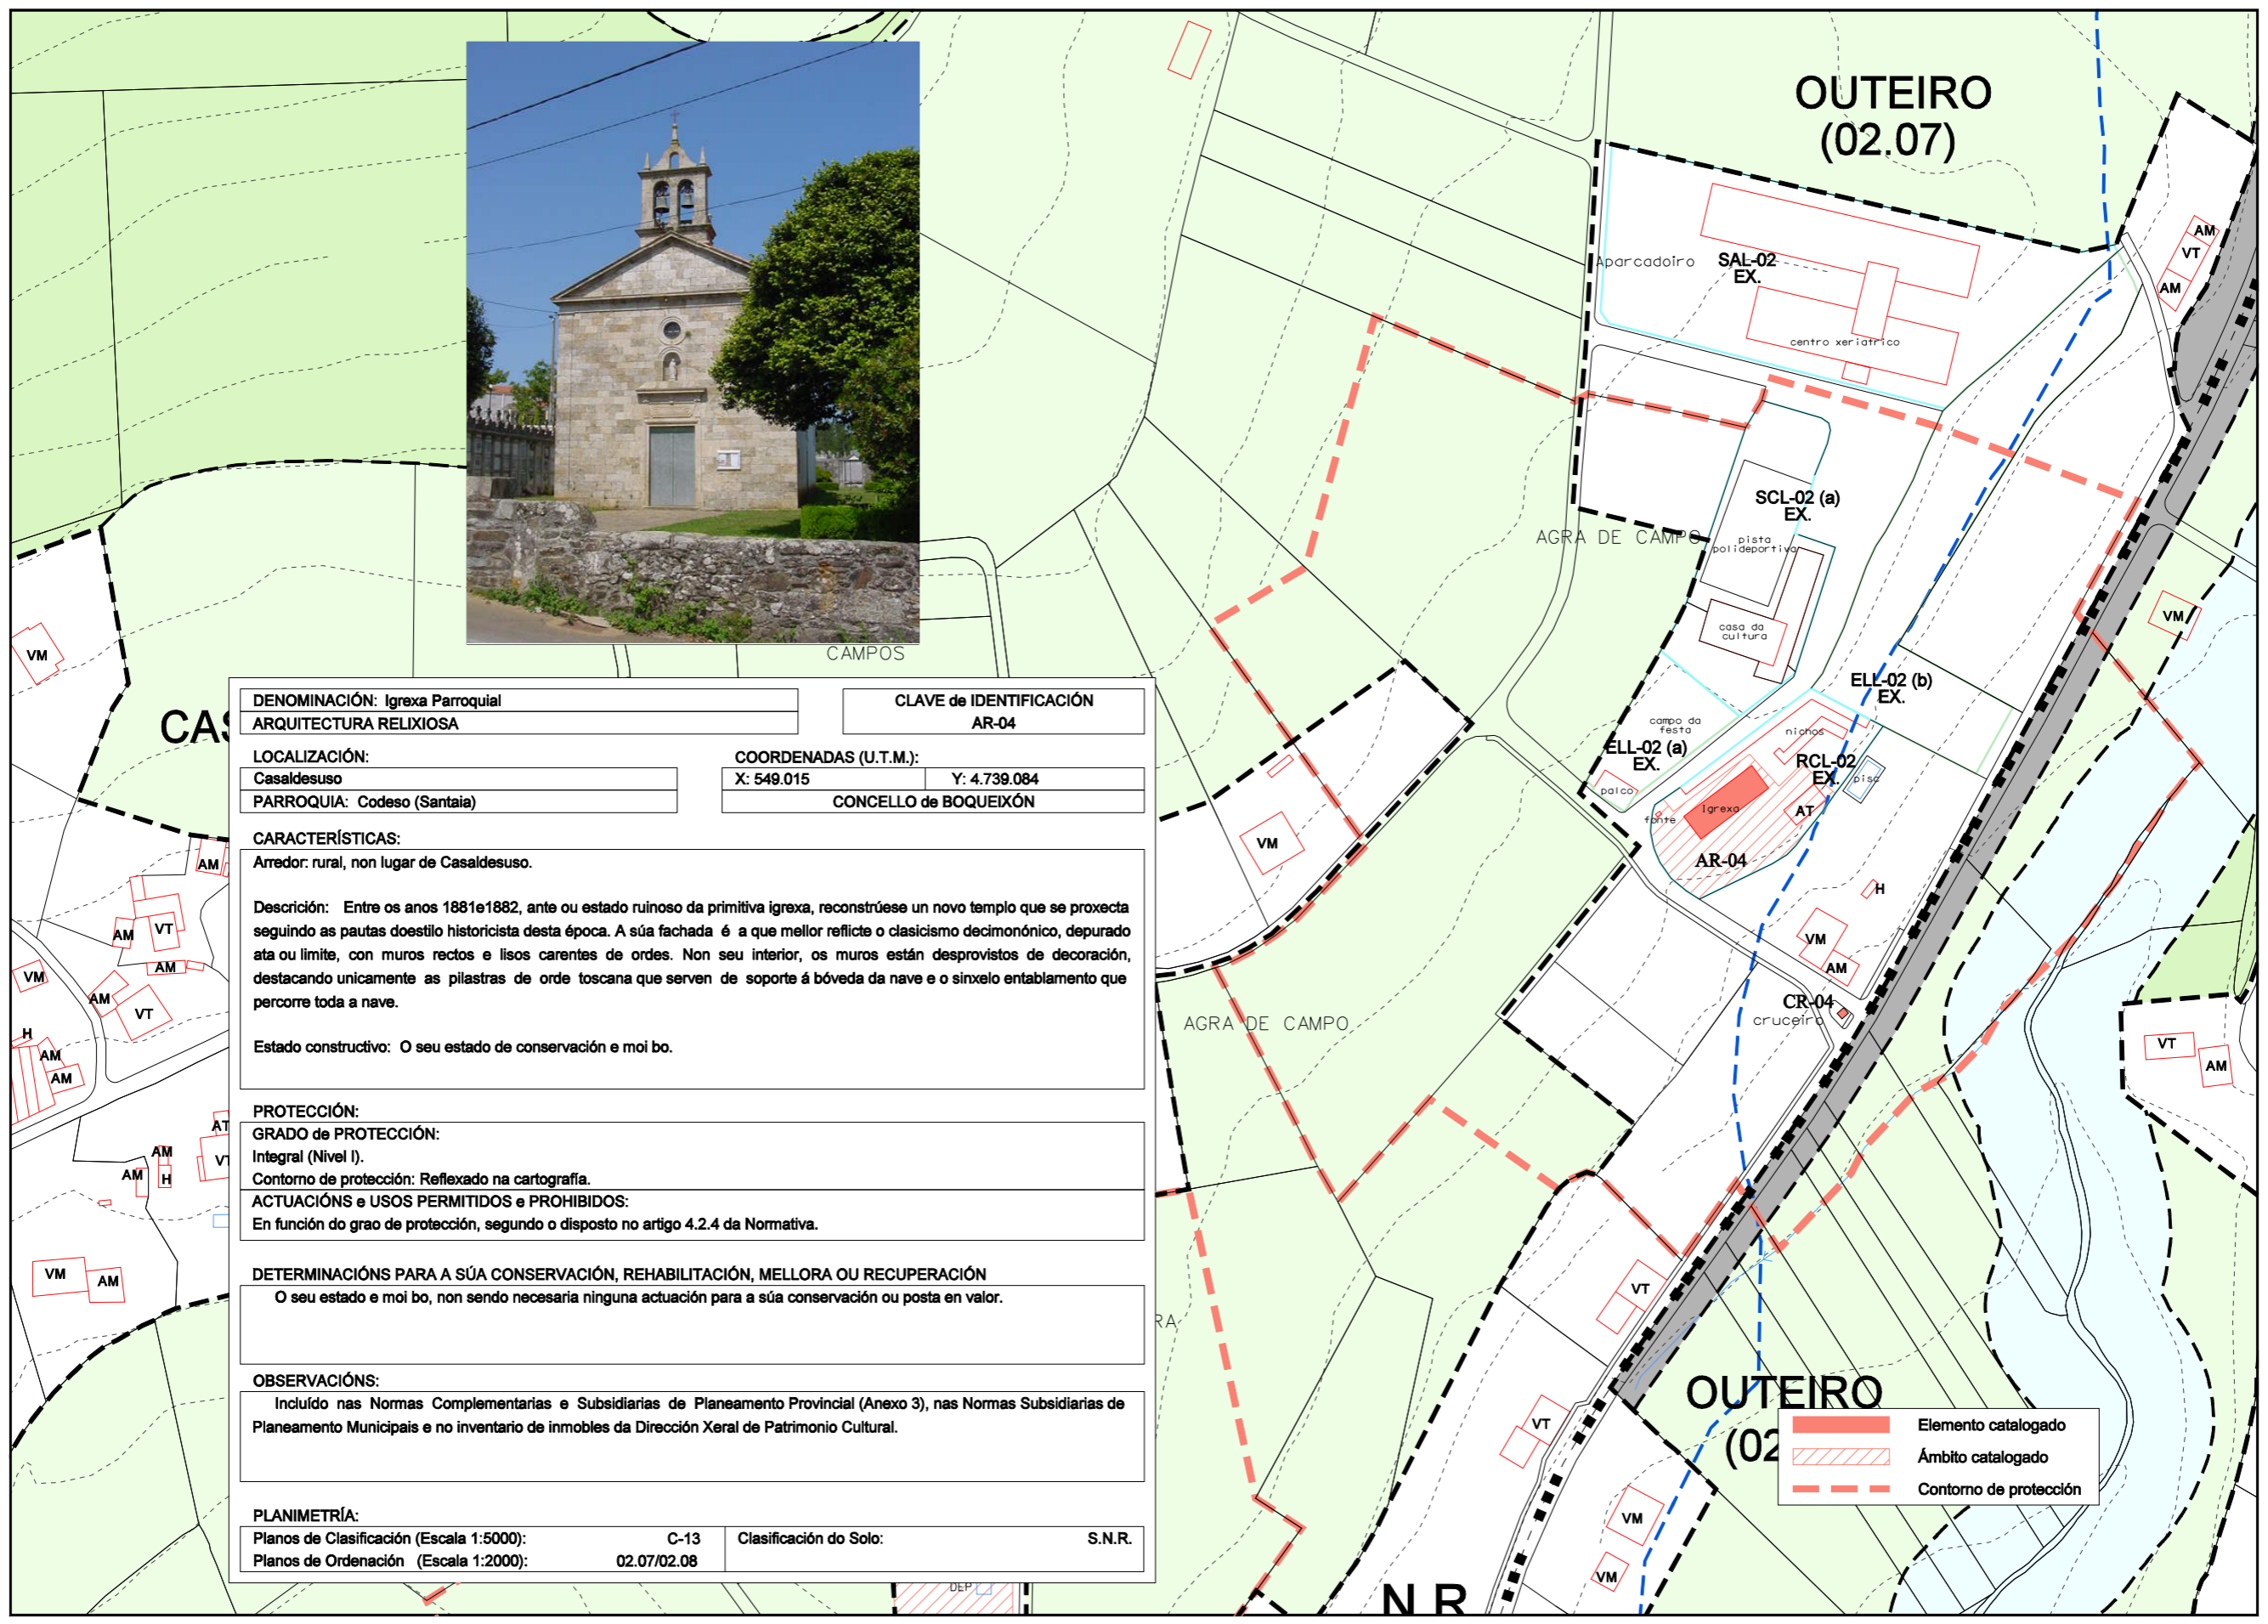 OUTEIRO
(02.07)
AM
VT
AM
Aparcadoiro
SAL-02
EX.
centro xeriatrico
SCL-02 (a)
EX.
pista
polideportiva
AGRA DE CAMPO
casa da
cultura
VM
VM
CAMPOS
ELL-02 (b)
EX.
campo da
festa
nichos
ELL-02 (a)
EX.
RCL-02
EX.
pisc
palco
Igrexa
fonte
AT
AR-04
VM
H
VM
AM
CR-04
cruceiro
AGRA DE CAMPO
VT
AM
VT
RA
VT
OUTEIRO
(02
VM
VM
N.R
DEP
CAS
AM
AM
VT
AM
VM
AM
VT
H
AM
AM
AT
AM
VT
AM
H
VM
AM
DENOMINACIÓN: Igrexa Parroquial
ARQUITECTURA RELIXIOSA
CLAVE de IDENTIFICACIÓN
AR-04
LOCALIZACIÓN:
Casaldesuso
PARROQUIA: Codeso (Santaia)
COORDENADAS (U.T.M.):
X: 549.015 Y: 4.739.084
CONCELLO de BOQUEIXÓN
CARACTERÍSTICAS:
Arredor: rural, non lugar de Casaldesuso.
Descrición: Entre os anos 1881e1882, ante ou estado ruinoso da primitiva igrexa, reconstrúese un novo templo que se proxecta
seguindo as pautas doestilo historicista desta época. A súa fachada é a que mellor reflicte o clasicismo decimonónico, depurado
ata ou limite, con muros rectos e lisos carentes de ordes. Non seu interior, os muros están desprovistos de decoración,
destacando unicamente as pilastras de orde toscana que serven de soporte á bóveda da nave e o sinxelo entablamento que
percorre toda a nave.
Estado constructivo: O seu estado de conservación e moi bo.
PROTECCIÓN:
GRADO de PROTECCIÓN:
Integral (Nivel I).
Contorno de protección: Reflexado na cartografía.
ACTUACIÓNS e USOS PERMITIDOS e PROHIBIDOS:
En función do grao de protección, segundo o disposto no artigo 4.2.4 da Normativa.
DETERMINACIÓNS PARA A SÚA CONSERVACIÓN, REHABILITACIÓN, MELLORA OU RECUPERACIÓN
O seu estado e moi bo, non sendo necesaria ninguna actuación para a súa conservación ou posta en valor.
OBSERVACIÓNS:
Incluído nas Normas Complementarias e Subsidiarias de Planeamento Provincial (Anexo 3), nas Normas Subsidiarias de
Planeamento Municipais e no inventario de inmobles da Dirección Xeral de Patrimonio Cultural.
PLANIMETRÍA:
Planos de Clasificación (Escala 1:5000): C-13
Planos de Ordenación (Escala 1:2000): 02.07/02.08
Clasificación do Solo: S.N.R.
Elemento catalogado
Ámbito catalogado
Contorno de protección